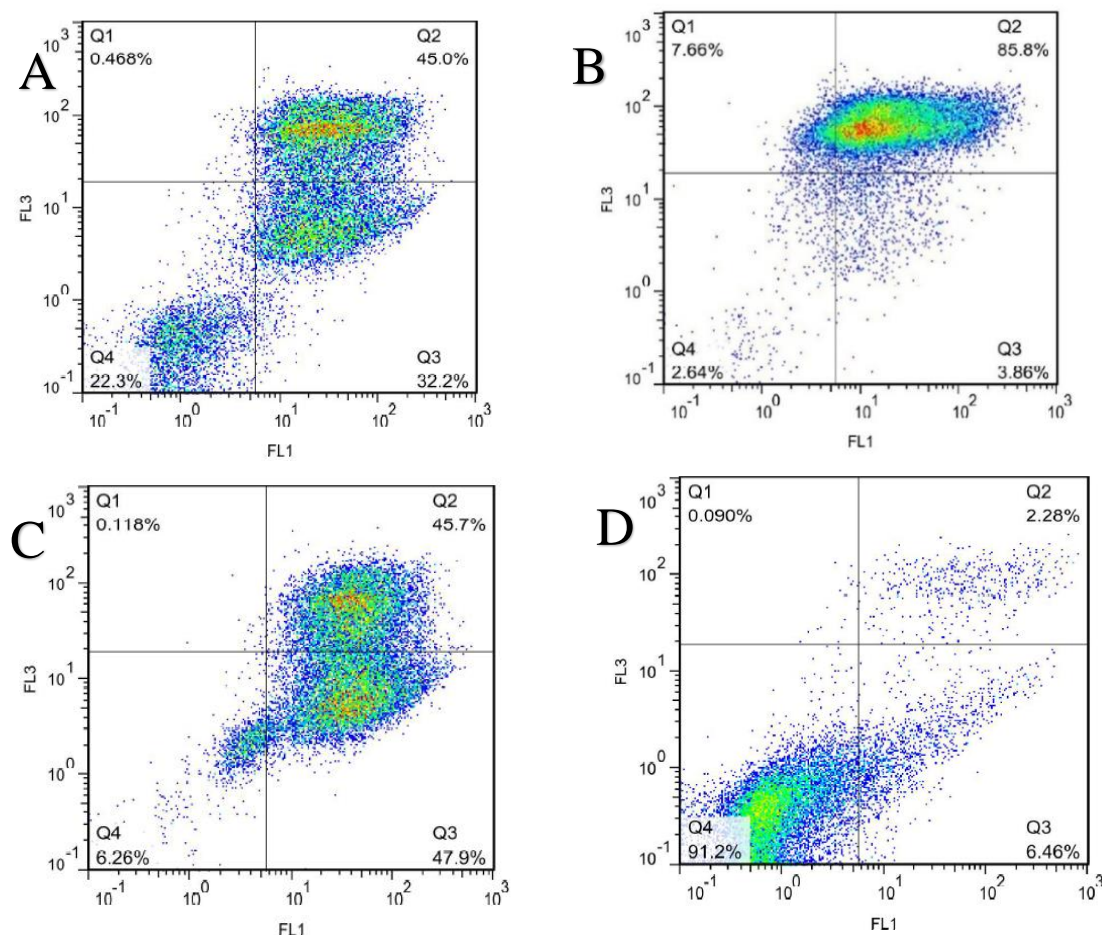 A
Q1
0.468%
Q2
45.0%
Q4
22.3%
Q3
32.2%
10³
10²
10¹
10⁰
10⁻¹
FL3
10⁻¹ 10⁰ 10¹ 10² 10³
FL1
B
Q1
7.66%
Q2
85.8%
Q4
2.64%
Q3
3.86%
10³
10²
10¹
10⁰
10⁻¹
FL3
10⁻¹ 10⁰ 10¹ 10² 10³
FL1
C
Q1
0.118%
Q2
45.7%
Q4
6.26%
Q3
47.9%
10³
10²
10¹
10⁰
10⁻¹
FL3
10⁻¹ 10⁰ 10¹ 10² 10³
FL1
D
Q1
0.090%
Q2
2.28%
Q4
91.2%
Q3
6.46%
10³
10²
10¹
10⁰
10⁻¹
FL3
10⁻¹ 10⁰ 10¹ 10² 10³
FL1